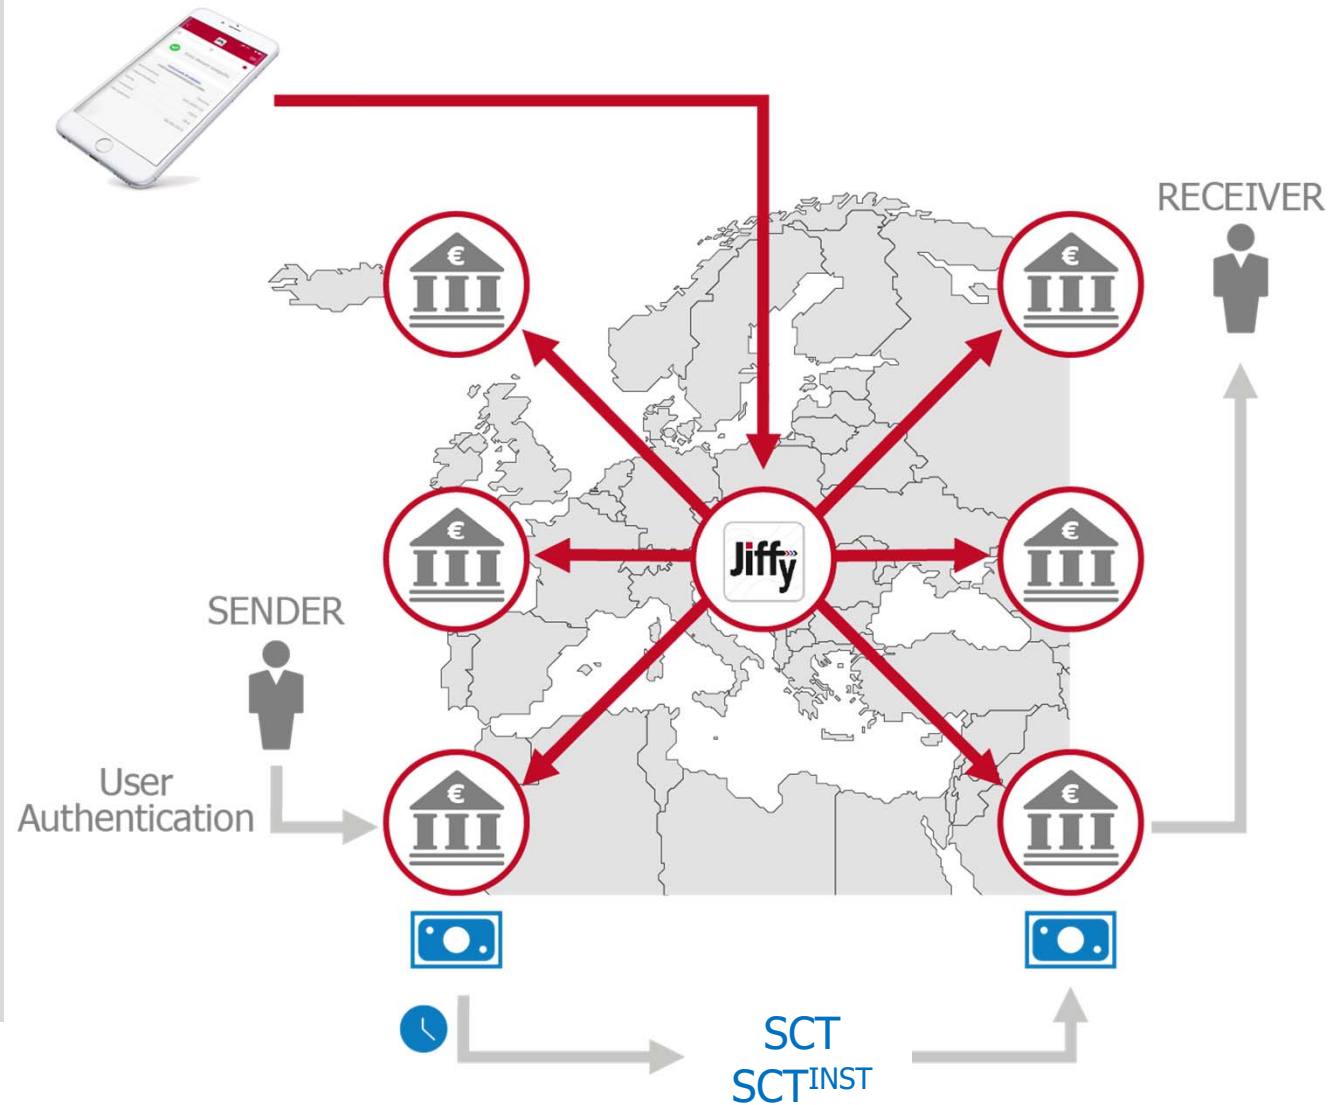 RECEIVER
€
€
€
€
Jiffy
SENDER
€
€
User
Authentication
SCT
SCTINST